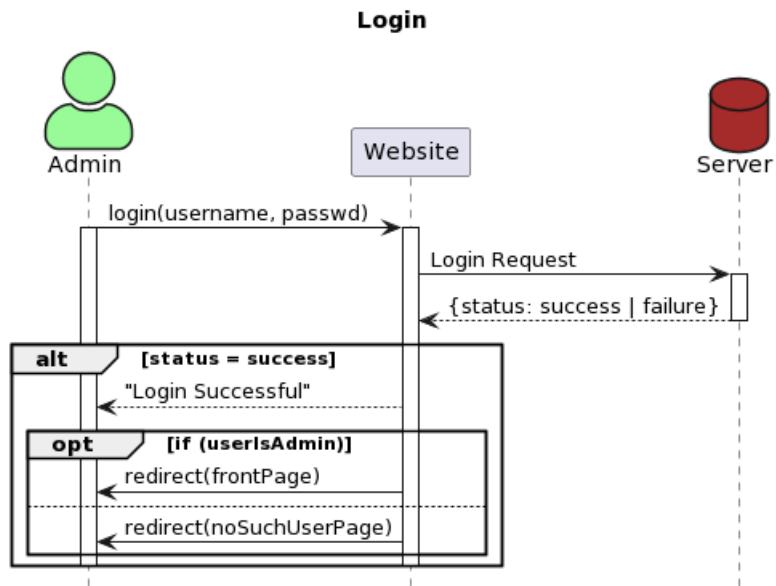 Login
Admin
Website
Server
login(username, passwd)
Login Request
{status: success | failure}
alt
[status = success]
"Login Successful"
opt
[if (userIsAdmin)]
redirect(frontPage)
redirect(noSuchUserPage)